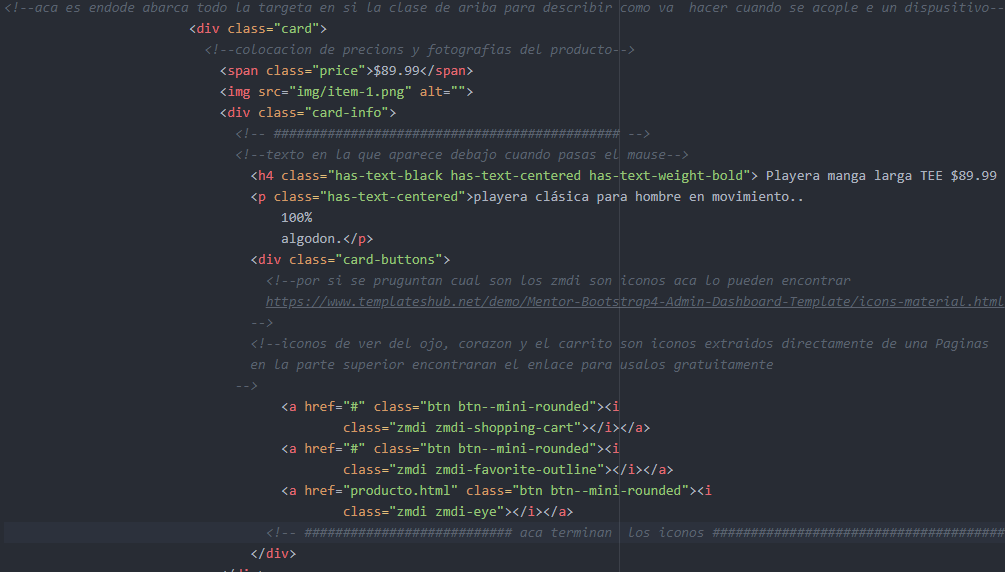 <!--aca es endode abarca todo la targeta en si la clase de ariba para describir como va  hacer cuando se acople e un dispusitivo--
<div class="card">
<!--colocacion de precions y fotografias del producto-->
<span class="price">$89.99</span>
<img src="img/item-1.png" alt="">
<div class="card-info">
<!-- ############################################# -->
<!--texto en la que aparece debajo cuando pasas el mause-->
<h4 class="has-text-black has-text-centered has-text-weight-bold"> Playera manga larga TEE $89.99
<p class="has-text-centered">playera clásica para hombre en movimiento..
100%
algodon.</p>
<div class="card-buttons">
<!--por si se pruguntan cual son los zmdi son iconos aca lo pueden encontrar
https://www.templateshub.net/demo/Mentor-Bootstrap4-Admin-Dashboard-Template/icons-material.html
-->
<!--iconos de ver del ojo, corazon y el carrito son iconos extraidos directamente de una Paginas
en la parte superior encontraran el enlace para usalos gratuitamente
-->
<a href="#" class="btn btn--mini-rounded"><i
class="zmdi zmdi-shopping-cart"></i></a>
<a href="#" class="btn btn--mini-rounded"><i
class="zmdi zmdi-favorite-outline"></i></a>
<a href="producto.html" class="btn btn--mini-rounded"><i
class="zmdi zmdi-eye"></i></a>
<!-- ########################### aca terminan  los iconos ######################################
</div>